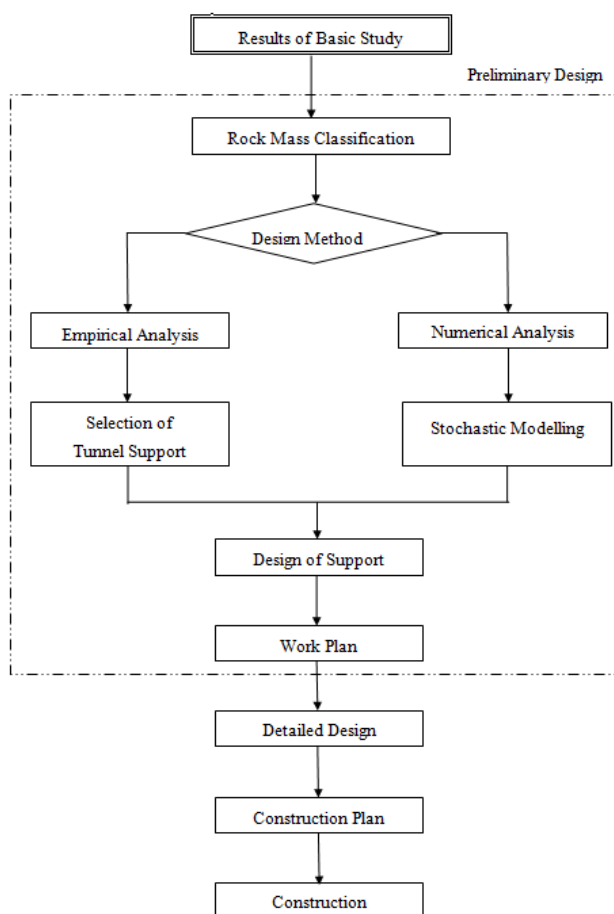 Results of Basic Study
Preliminary Design
Rock Mass Classification
Design Method
Empirical Analysis
Numerical Analysis
Selection of
Tunnel Support
Stochastic Modelling
Design of Support
Work Plan
Detailed Design
Construction Plan
Construction